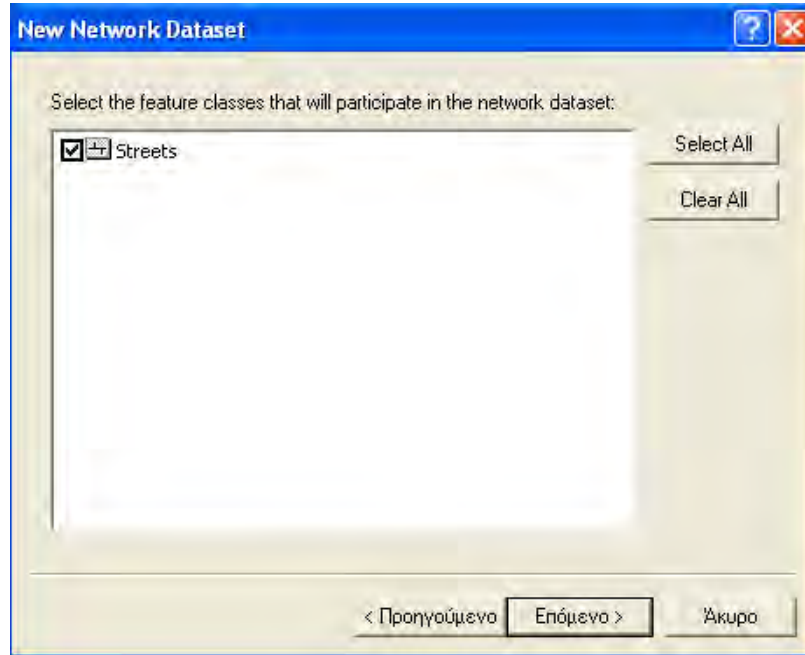 New Network Dataset
Select the feature classes that will participate in the network dataset:
Streets
Select All
Clear All
< Προηγούμενο
Επόμενο >
Άκυρο